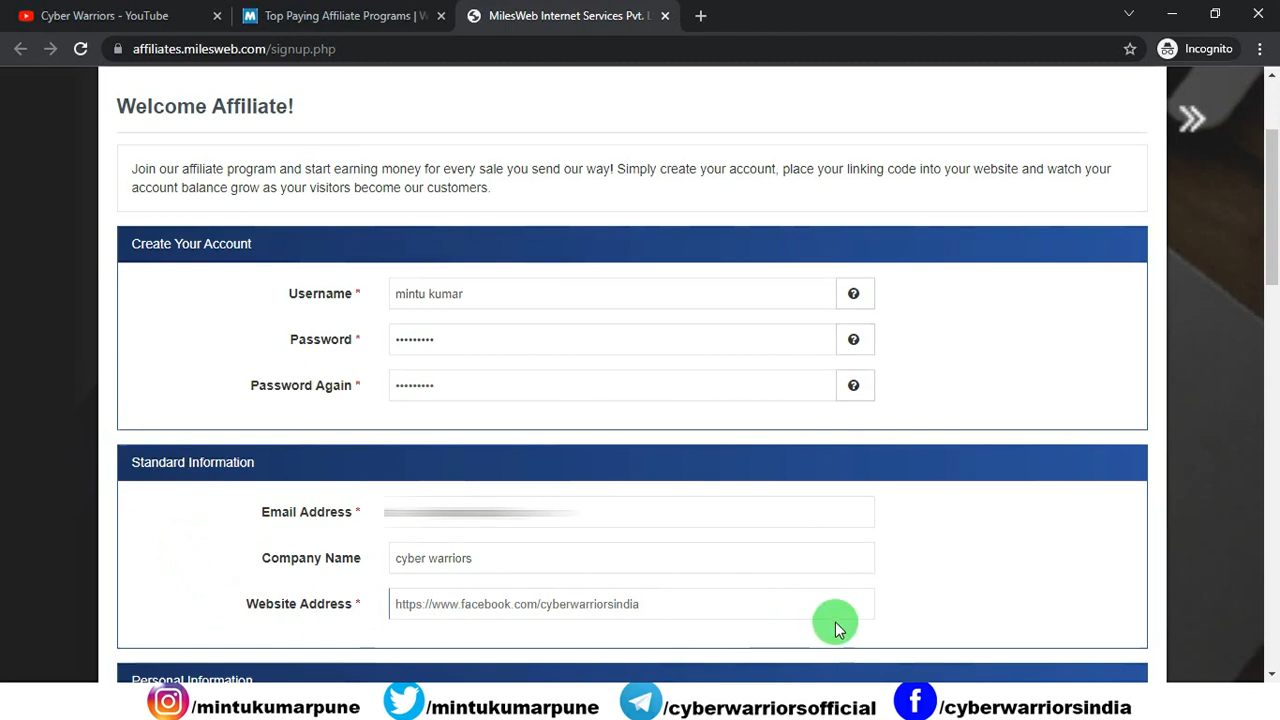 Cyber Warriors - YouTube
Top Paying Affiliate Programs | W
MilesWeb Internet Services Pvt. L
affiliates.milesweb.com/signup.php
Incognito
Welcome Affiliate!
Join our affiliate program and start earning money for every sale you send our way! Simply create your account, place your linking code into your website and watch your
account balance grow as your visitors become our customers.
Create Your Account
Username * mintu kumar
Password * •••••••••
Password Again * •••••••••
Standard Information
Email Address *
Company Name cyber warriors
Website Address * https://www.facebook.com/cyberwarriorsindia
Personal Information
/mintukumarpune /mintukumarpune /cyberwarriorsofficial /cyberwarriorsindia